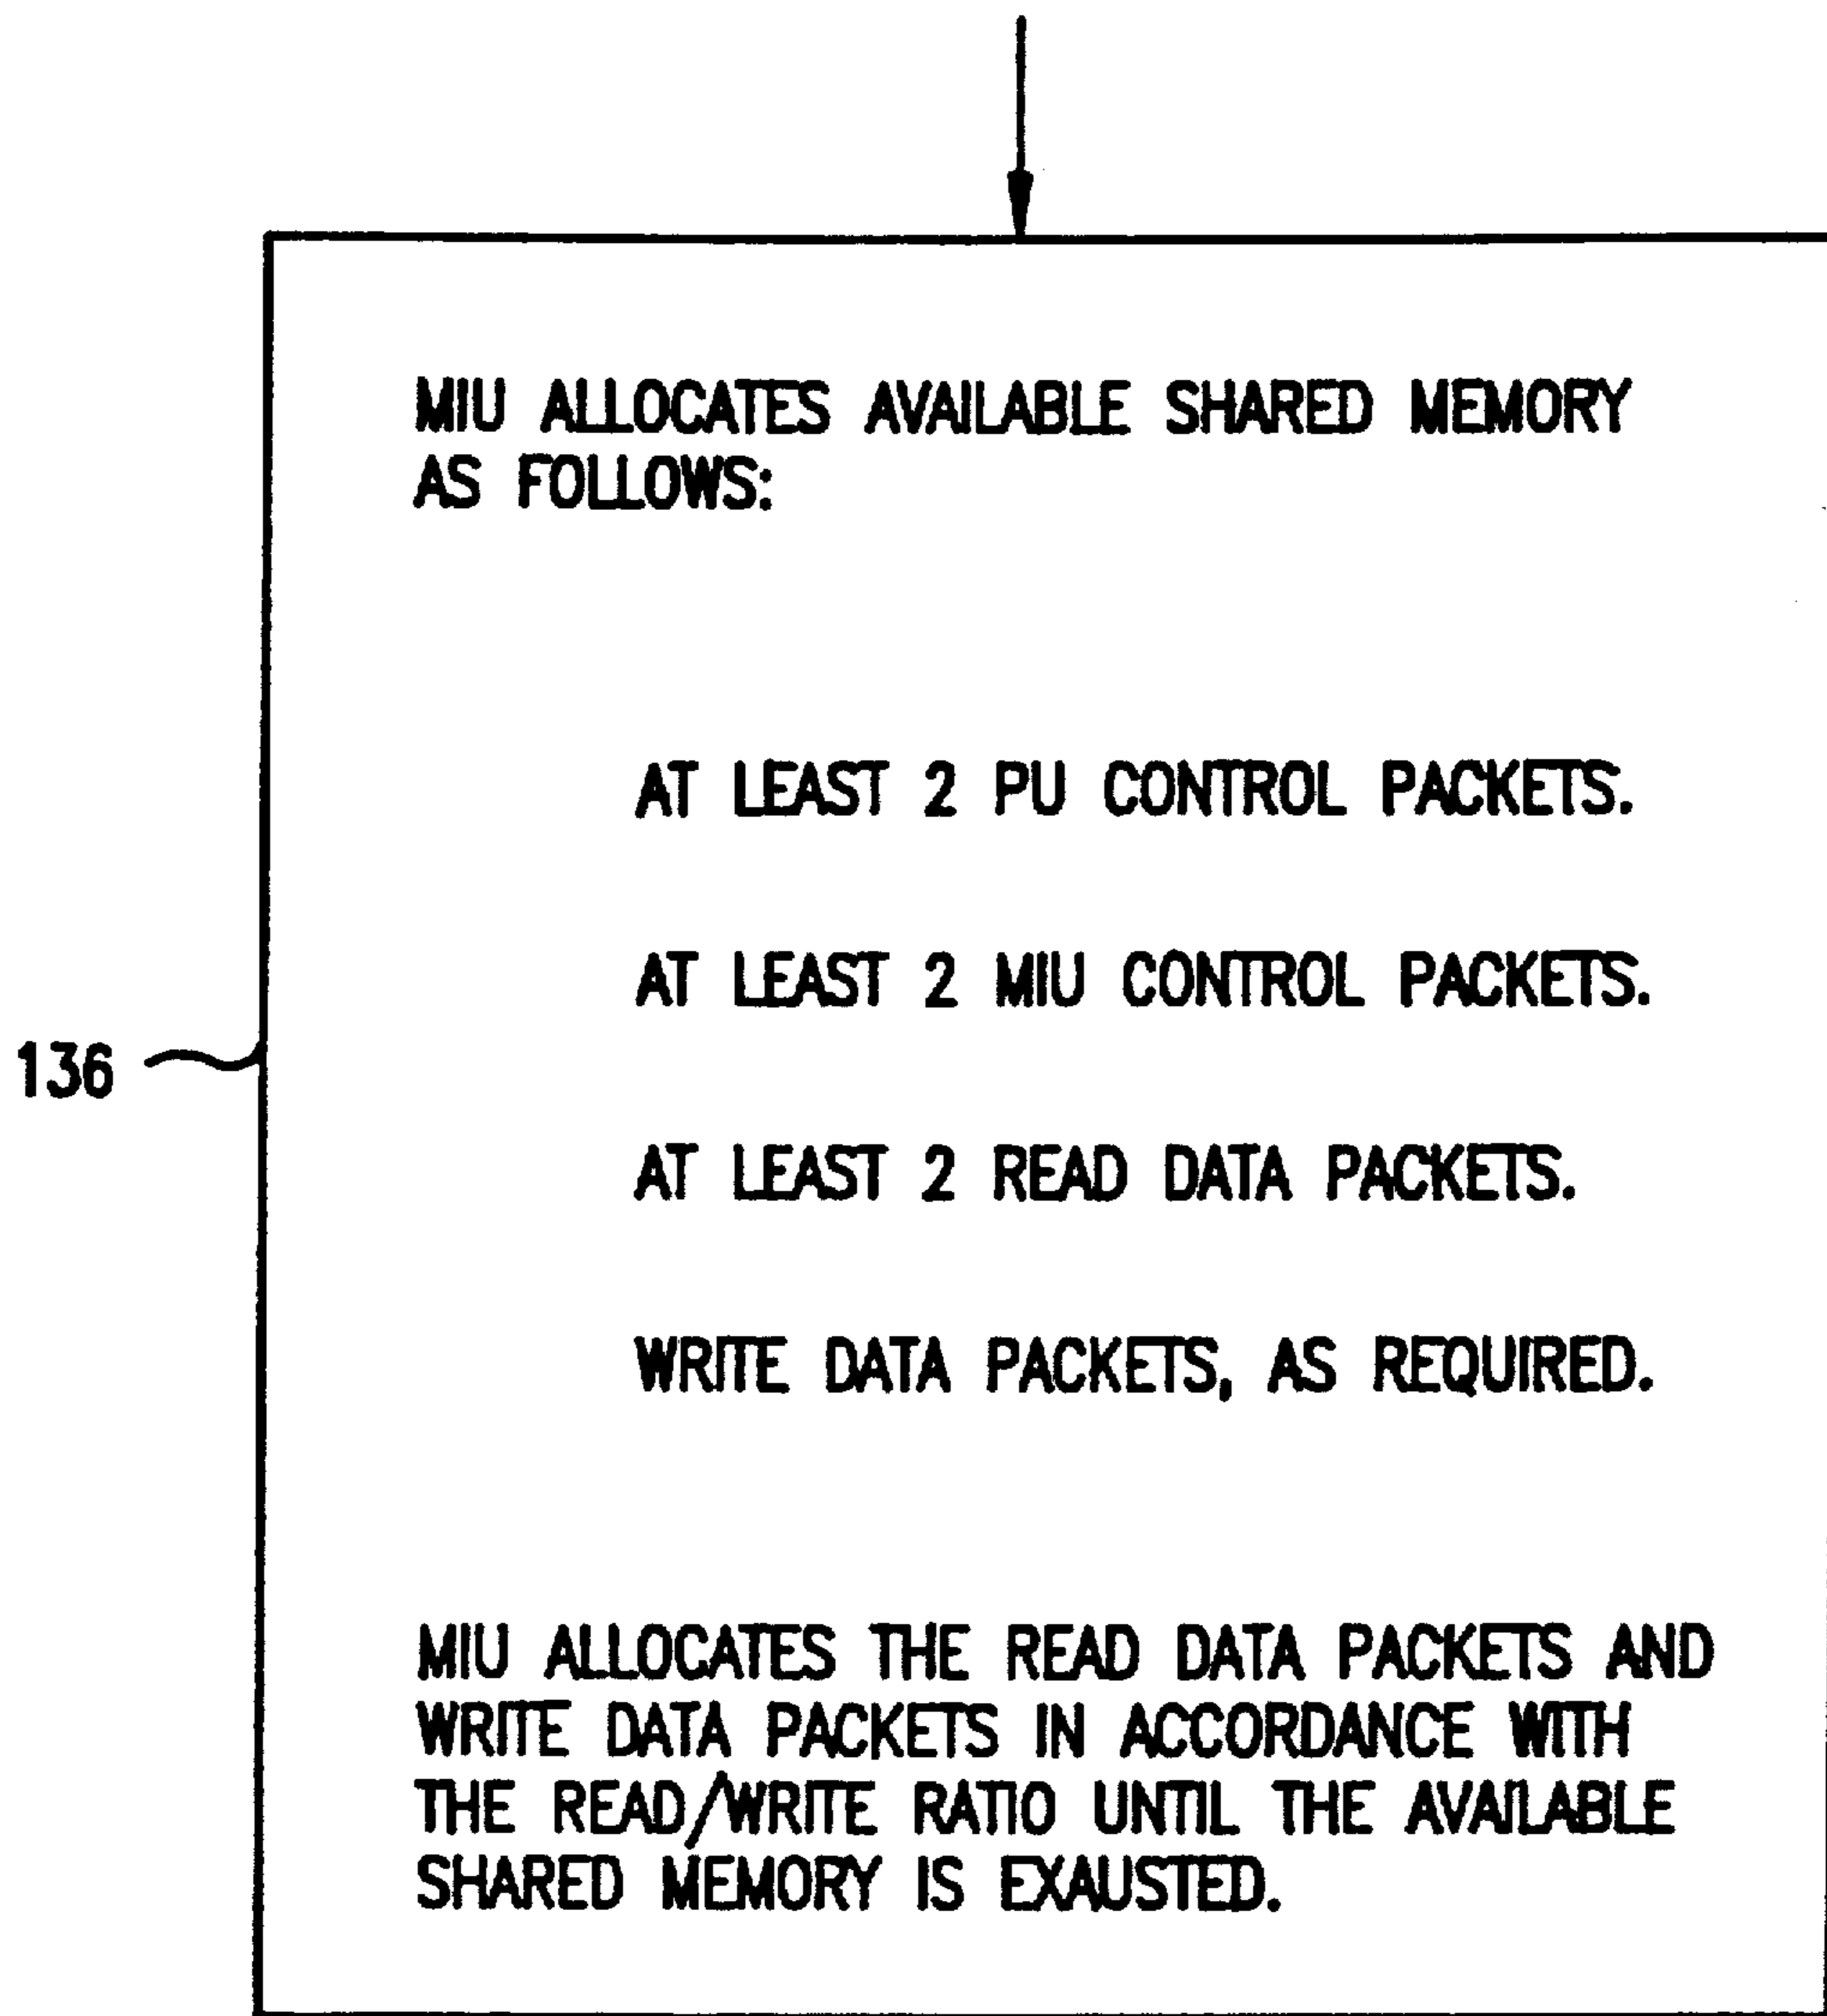 MIU ALLOCATES AVAILABLE SHARED MEMORY
AS FOLLOWS:
AT LEAST 2 PU CONTROL PACKETS.
AT LEAST 2 MIU CONTROL PACKETS.
136
AT LEAST 2 READ DATA PACKETS.
WRITE DATA PACKETS, AS REQUIRED.
MIU ALLOCATES THE READ DATA PACKETS AND
WRITE DATA PACKETS IN ACCORDANCE WITH
THE READ/WRITE RATIO UNTIL THE AVAILABLE
SHARED MEMORY IS EXAUSTED.